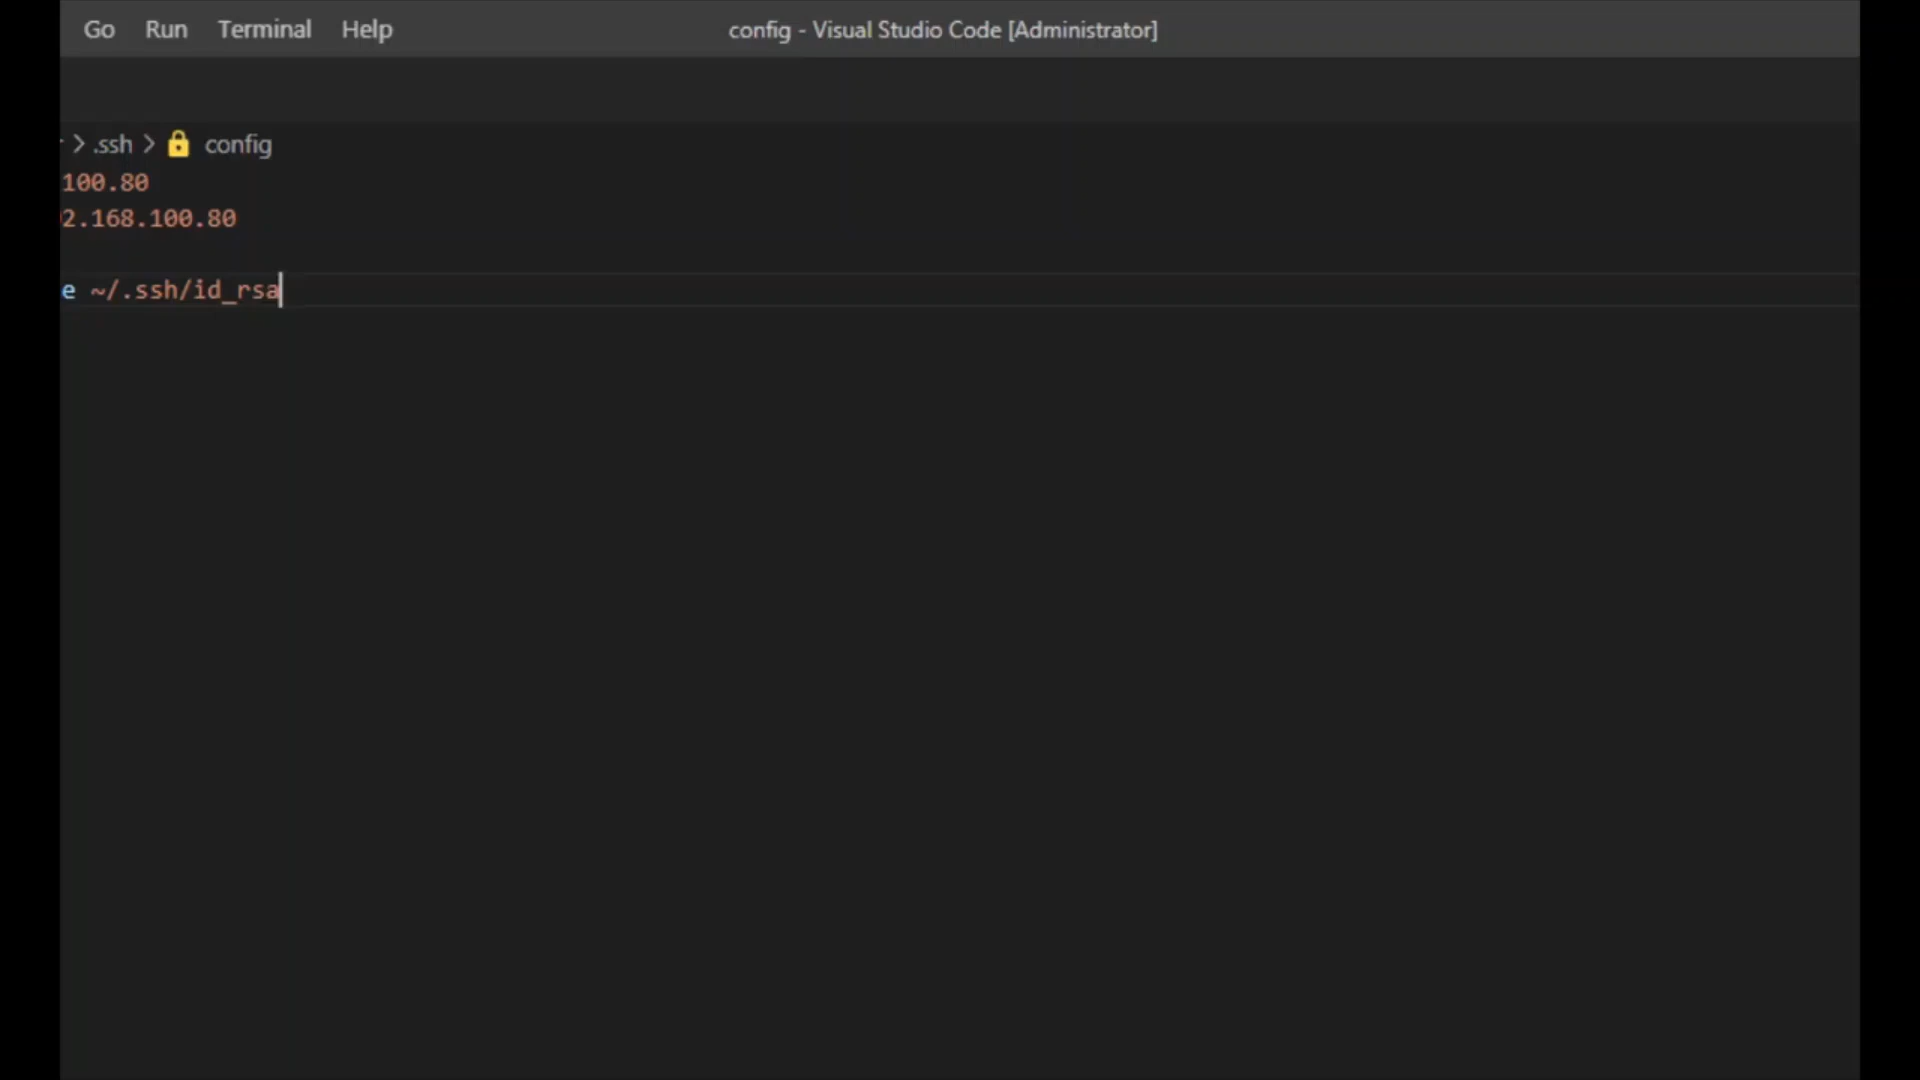 Go Run Terminal Help config - Visual Studio Code [Administrator]
> .ssh > config
100.80
2.168.100.80
e ~/.ssh/id_rsa